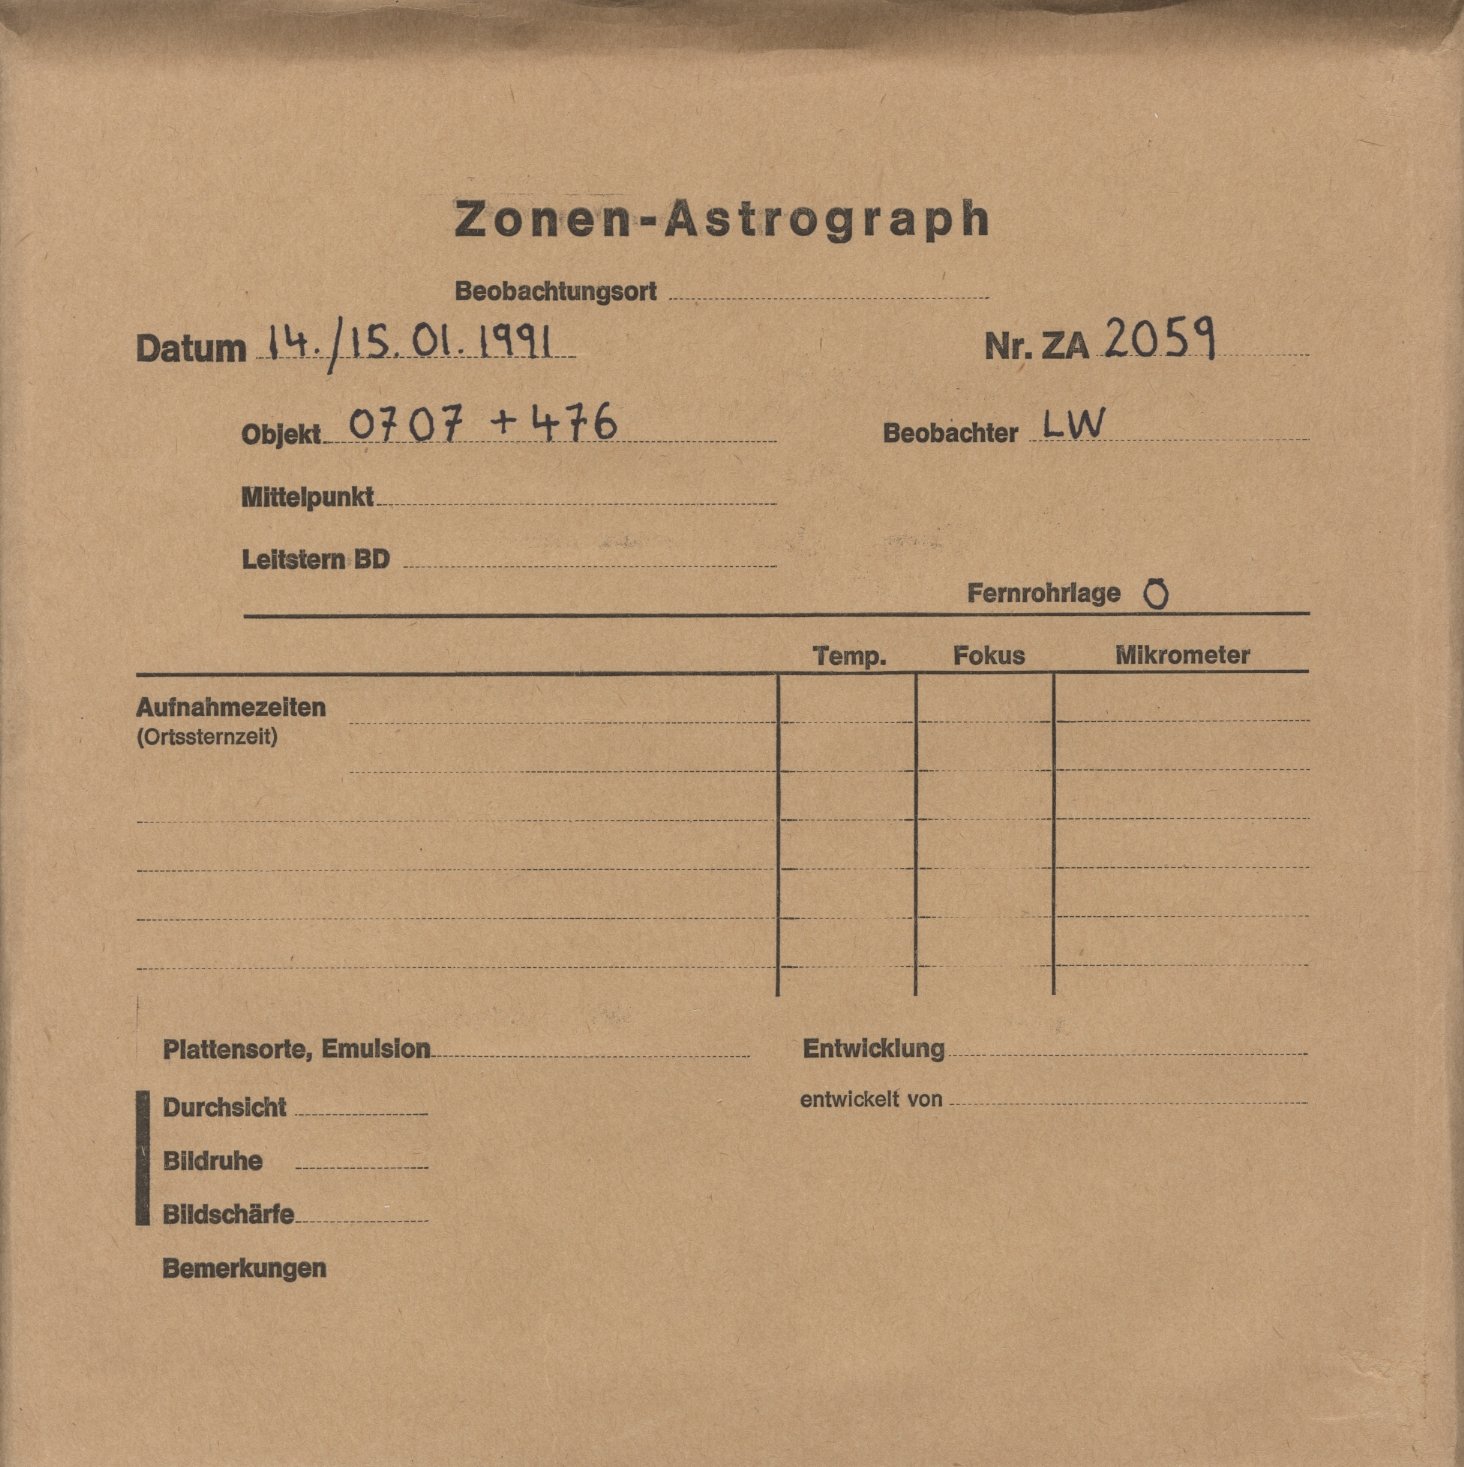 Zonen-Astrograph
Beobachtungsort
Datum 14./15.01.1991 Nr. ZA 2059
Objekt 0707 +476 Beobachter LW
Mittelpunkt
Leitstern BD
Fernrohrlage O
Temp. Fokus Mikrometer
Aufnahmezeiten
(Ortssternzeit)
Plattensorte, Emulsion Entwicklung
Durchsicht entwickelt von
Bildruhe
Bildschärfe
Bemerkungen